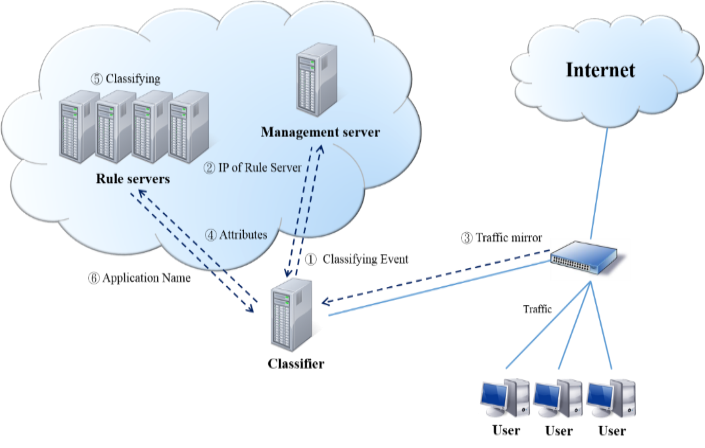 ⑤ Classifying
Internet
Management server
② IP of Rule Server
Rule servers
④ Attributes
③ Traffic mirror
① Classifying Event
⑥ Application Name
Traffic
Classifier
User User User